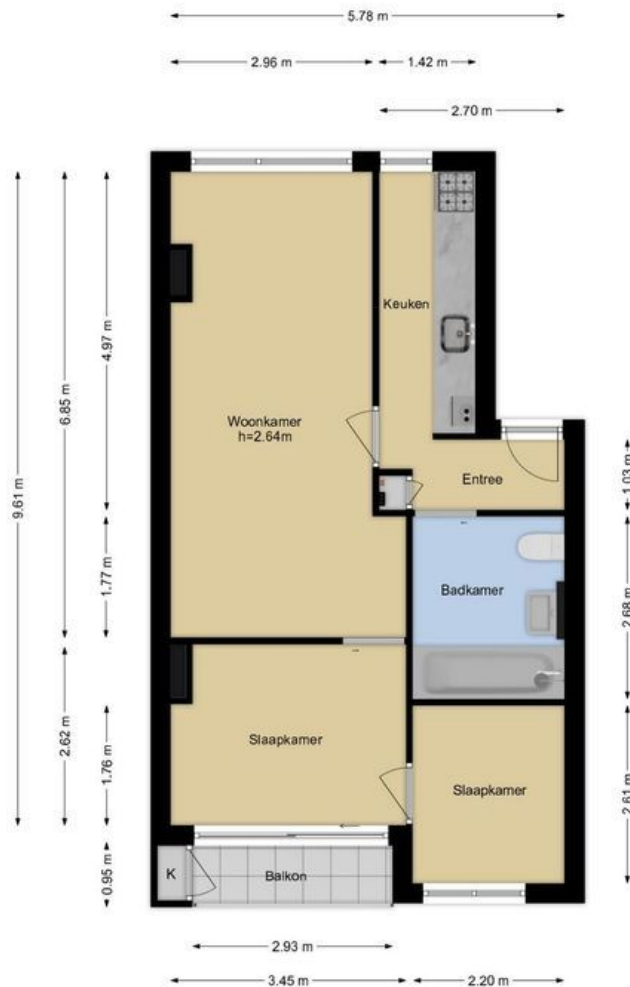 5.78 m
2.96 m
1.42 m
2.70 m
9.61 m
6.85 m
4.97 m
Keuken
Woonkamer
h=2.64m
Entree
1.03 m
1.77 m
Badkamer
2.68 m
2.62 m
1.76 m
Slaapkamer
Slaapkamer
2.61 m
0.95 m
K
Balkon
2.93 m
3.45 m
2.20 m